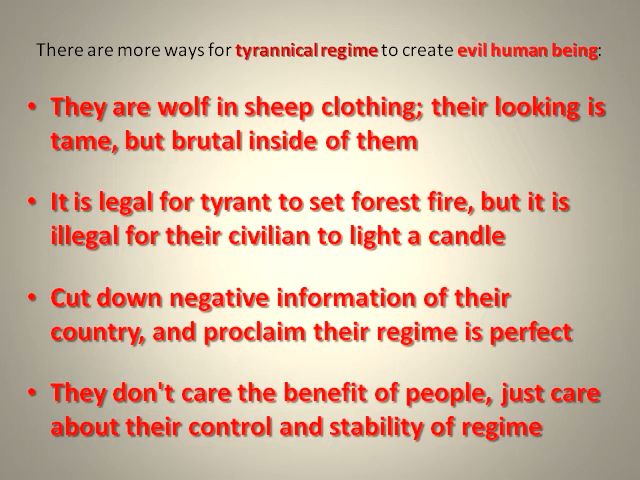 There are more ways for tyrannical regime to create evil human being:
• They are wolf in sheep clothing; their looking is
tame, but brutal inside of them
• It is legal for tyrant to set forest fire, but it is
illegal for their civilian to light a candle
• Cut down negative information of their
country, and proclaim their regime is perfect
• They don't care the benefit of people, just care
about their control and stability of regime